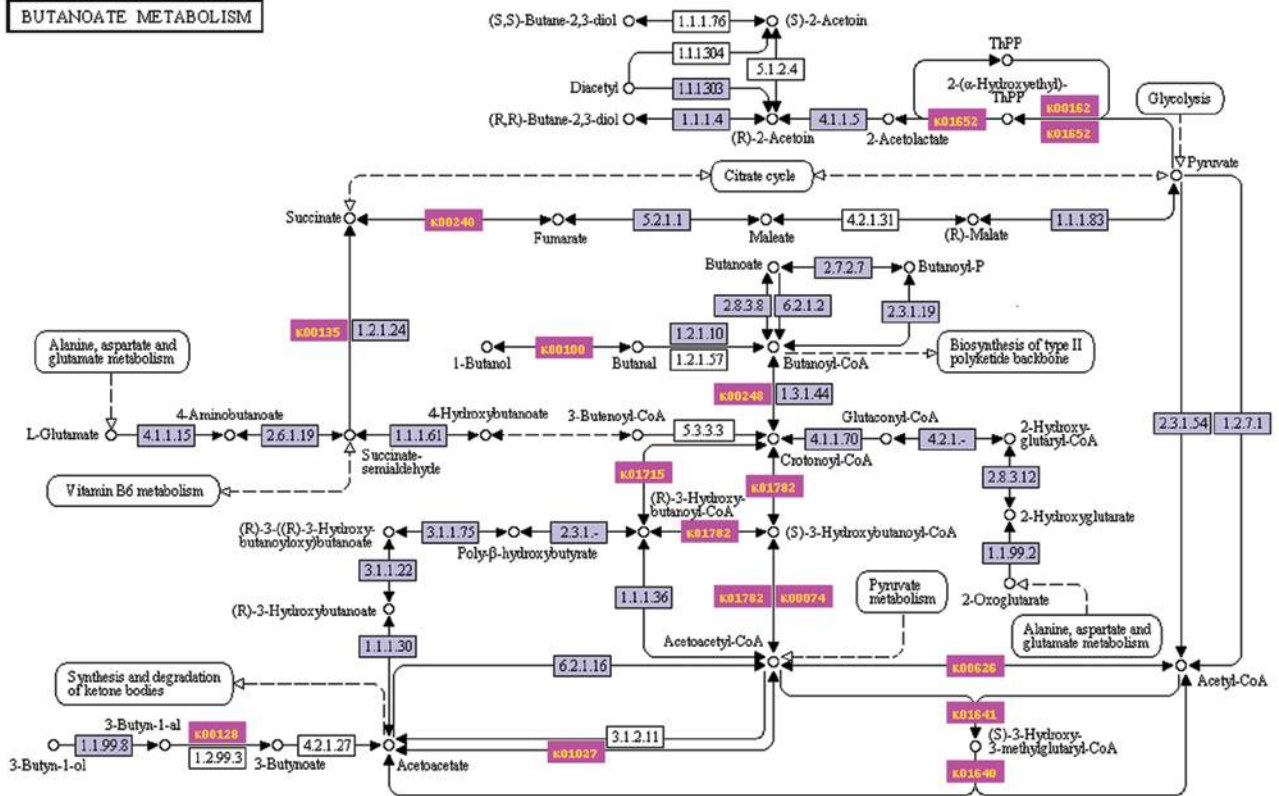 BUTANOATE METABOLISM
(S,S)-Butane-2,3-diol
1.1.1.76
(S)-2-Acetoin
ThPP
1.1.1.304
5.1.2.4
2-(α-Hydroxyethyl)-
ThPP
Diacetyl
1.1.1.303
K00162
Glycolysis
(R,R)-Butane-2,3-diol
1.1.1.4
4.1.1.5
K01652
K01652
(R)-2-Acetoin
2-Acetolactate
Pyruvate
Citrate cycle
Succinate
K00240
5.2.1.1
4.2.1.31
1.1.1.83
Fumarate
Maleate
(R)-Malate
Butanoate
2.7.2.7
Butanoyl-P
2.8.3.8
6.2.1.2
2.3.1.19
K00135
1.2.1.24
Alanine, aspartate and
glutamate metabolism
1.2.1.10
K00100
1.2.1.57
1-Butanol
Butanal
Butanoyl-CoA
Biosynthesis of type II
polyketide backbone
K00248
1.3.1.44
4-Aminobutanoate
4-Hydroxybutanoate
3-Butenoyl-CoA
Glutaconyl-CoA
2.3.1.54
1.2.7.1
L-Glutamate
4.1.1.15
2.6.1.19
1.1.1.61
5.3.3.3
4.1.1.70
4.2.1.-
2-Hydroxy-
glutaryl-CoA
Succinate-
semialdehyde
Crotonoyl-CoA
K01715
K01782
2.8.3.12
Vitamin B6 metabolism
(R)-3-Hydroxy-
butanoyl-CoA
2-Hydroxyglutarate
(R)-3-((R)-3-Hydroxy-
butanoyloxy)butanoate
3.1.1.75
2.3.1.-
K01782
(S)-3-Hydroxybutanoyl-CoA
Poly-β-hydroxybutyrate
1.1.99.2
3.1.1.22
1.1.1.36
K01782
K00074
Pyruvate
metabolism
2-Oxoglutarate
(R)-3-Hydroxybutanoate
1.1.1.30
Acetoacetyl-CoA
Alanine, aspartate and
glutamate metabolism
6.2.1.16
K00626
Acetyl-CoA
Synthesis and degradation
of ketone bodies
K01641
3-Butyn-1-al
K00128
3.1.2.11
(S)-3-Hydroxy-
3-methylglutaryl-CoA
1.1.99.8
1.2.99.3
4.2.1.27
K01027
3-Butyn-1-ol
3-Butynoate
Acetoacetate
K01640